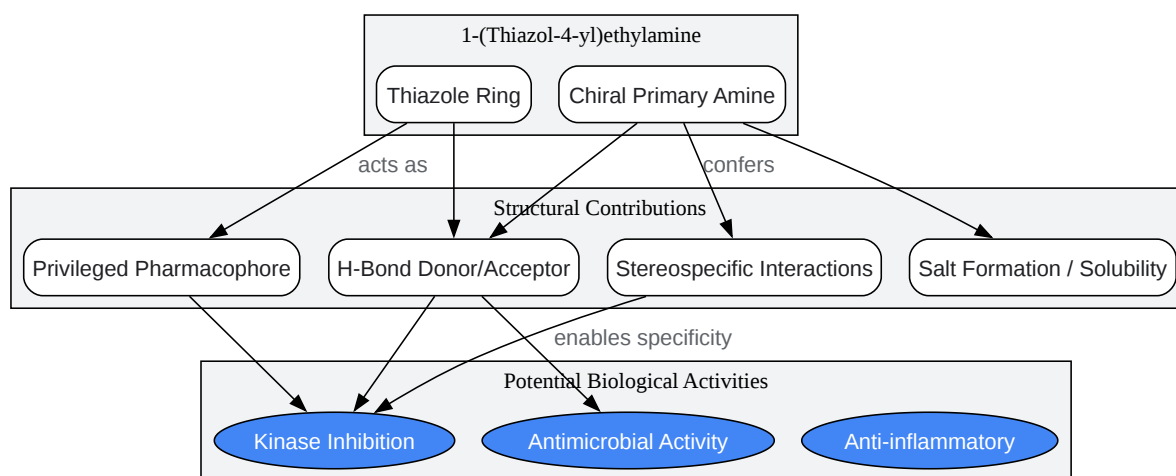 1-(Thiazol-4-yl)ethylamine
Thiazole Ring
Chiral Primary Amine
acts as
confers
Structural Contributions
Privileged Pharmacophore
H-Bond Donor/Acceptor
Stereospecific Interactions
Salt Formation / Solubility
enables specificity
Potential Biological Activities
Kinase Inhibition
Antimicrobial Activity
Anti-inflammatory